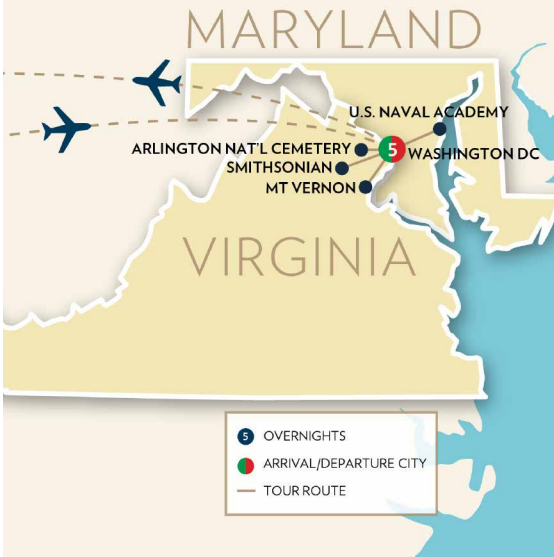 MARYLAND
U.S. NAVAL ACADEMY
ARLINGTON NAT'L CEMETERY
5
WASHINGTON DC
SMITHSONIAN
MT VERNON
VIRGINIA
5 OVERNIGHTS
ARRIVAL/DEPARTURE CITY
TOUR ROUTE